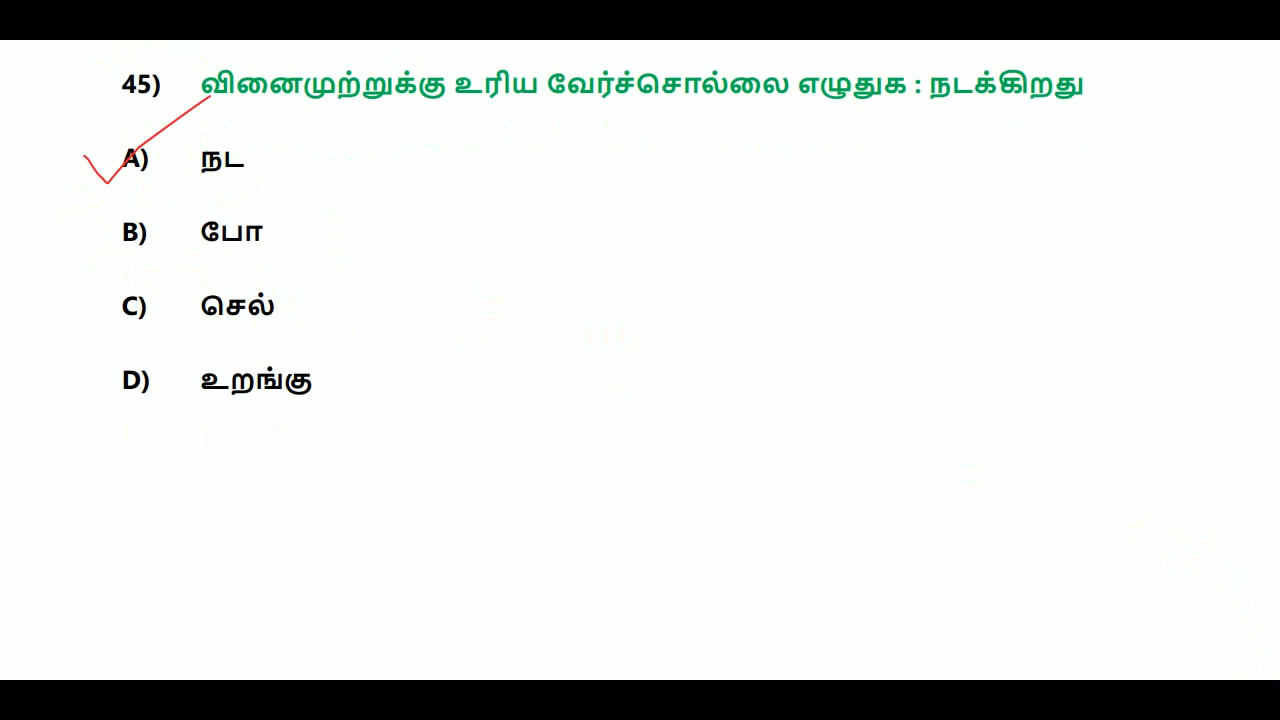 45) வினைமுற்றுக்கு உரிய வேர்ச்சொல்லை எழுதுக : நடக்கிறது
A) நட
B) போ
C) செல்
D) உறங்கு